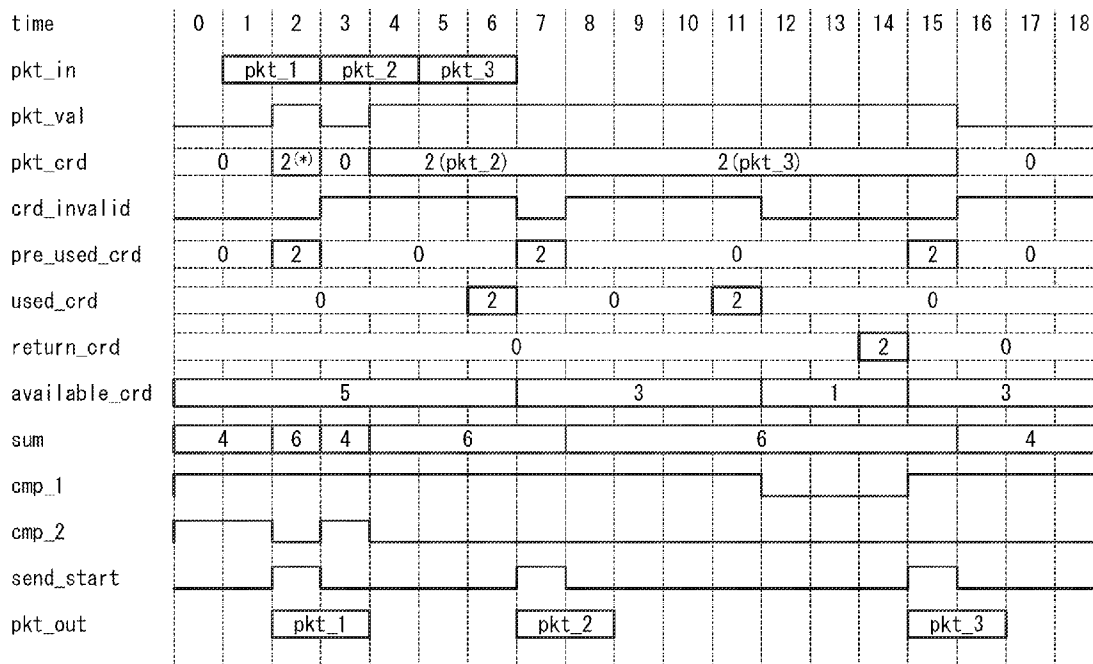 time 0 1 2 3 4 5 6 7 8 9 10 11 12 13 14 15 16 17 18
pkt_in pkt_1 pkt_2 pkt_3
pkt_val
pkt_crd 0 2(*) 0 2(pkt_2) 2(pkt_3) 0
crd_invalid
pre_used_crd 0 2 0 2 0 2 0
used_crd 0 2 0 2 0
return_crd 0 2 0
available_crd 5 3 1 3
sum 4 6 4 6 6 4
cmp_1
cmp_2
send_start
pkt_out pkt_1 pkt_2 pkt_3